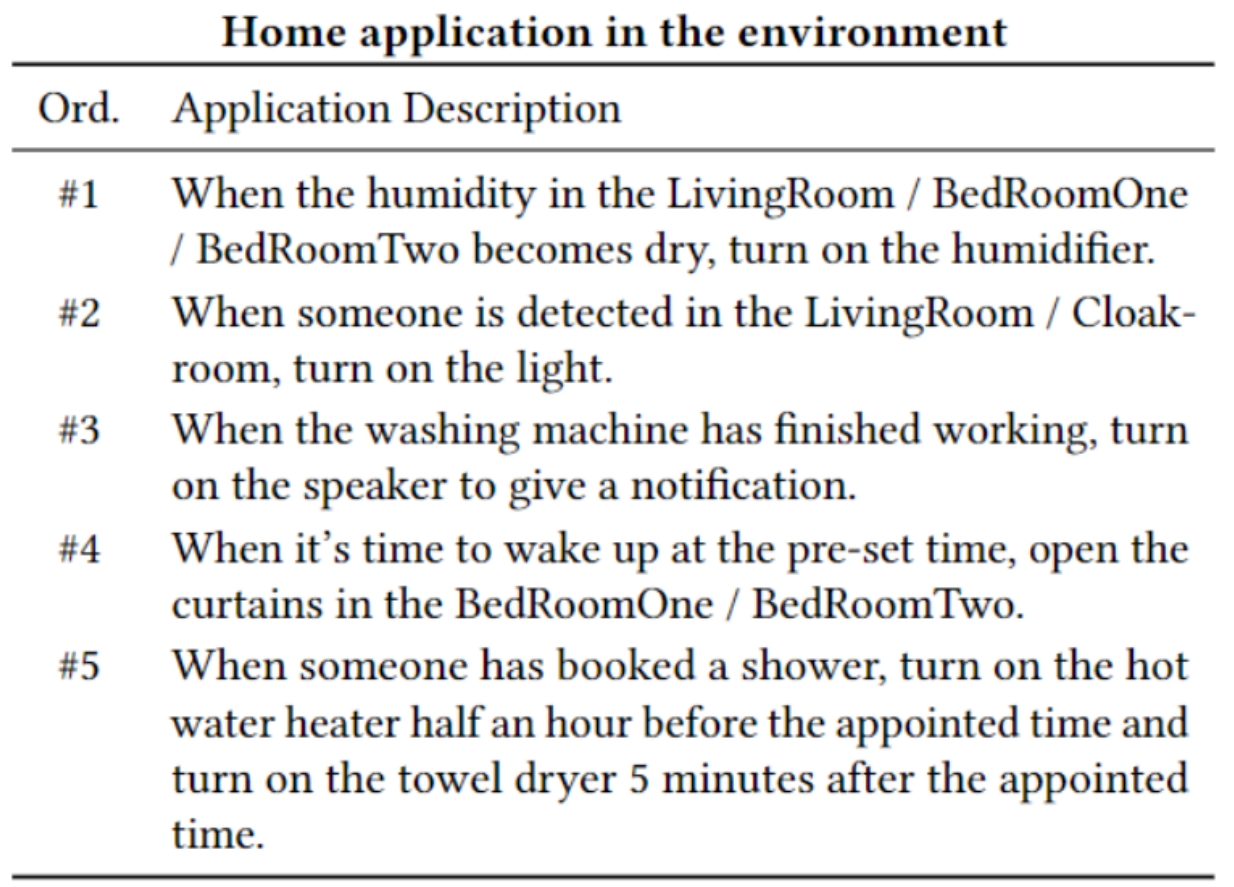 Home application in the environment
Ord. Application Description
#1 When the humidity in the LivingRoom / BedRoomOne
/ BedRoomTwo becomes dry, turn on the humidifier.
#2 When someone is detected in the LivingRoom / Cloak-
room, turn on the light.
#3 When the washing machine has finished working, turn
on the speaker to give a notification.
#4 When it's time to wake up at the pre-set time, open the
curtains in the BedRoomOne / BedRoomTwo.
#5 When someone has booked a shower, turn on the hot
water heater half an hour before the appointed time and
turn on the towel dryer 5 minutes after the appointed
time.